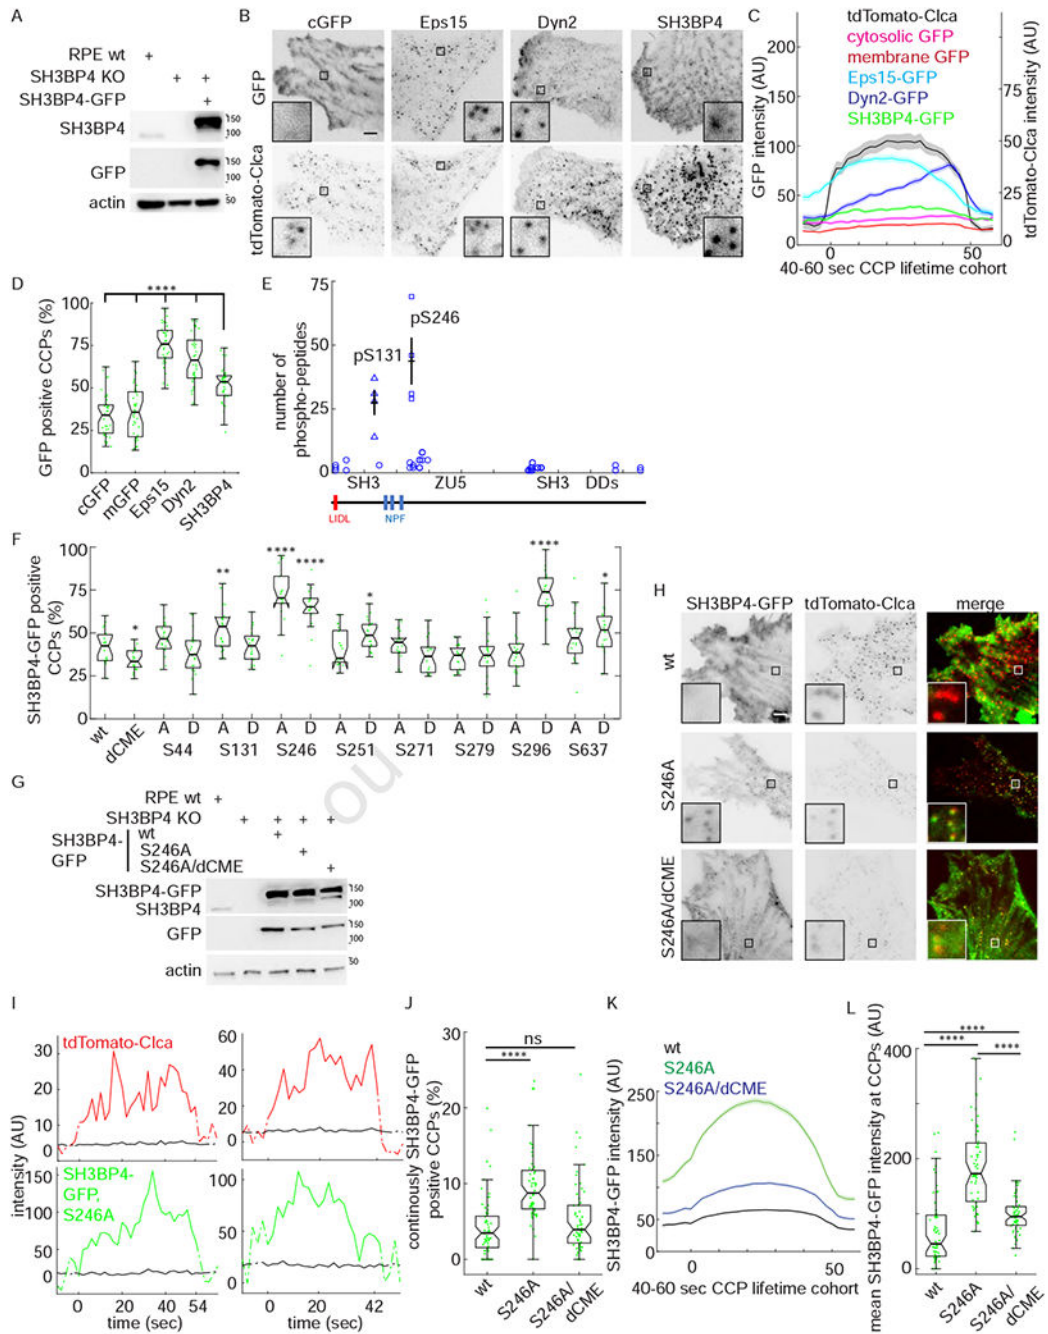 A
RPE wt +
SH3BP4 KO + +
SH3BP4-GFP +
SH3BP4 150 100
GFP 150 100
actin 50
B
cGFP Eps15 Dyn2 SH3BP4
GFP
tdTomato-Clca
C
tdTomato-Clca
cytosolic GFP
membrane GFP
Eps15-GFP
Dyn2-GFP
SH3BP4-GFP
GFP intensity (AU)
200
150
100
50
0
tdTomato-Clca intensity (AU)
75
50
25
0
0 50
40-60 sec CCP lifetime cohort
D
****
GFP positive CCPs (%)
100
75
50
25
0
cGFP mGFP Eps15 Dyn2 SH3BP4
E
number of
phospho-peptides
75
50
25
0
pS246
pS131
SH3 ZU5 SH3 DDs
LIDL NPF
F
SH3BP4-GFP positive
CCPs (%)
100
75
50
25
0
* ** **** **** * **** *
wt dCME A D A D A D A D A D A D A D A D
S44 S131 S246 S251 S271 S279 S296 S637
ou
G
RPE wt +
SH3BP4 KO + + + +
SH3BP4-
GFP
wt +
S246A +
S246A/dCME +
SH3BP4-GFP 150
SH3BP4 100
GFP 150 100
actin 50
H
SH3BP4-GFP tdTomato-Clca merge
wt
S246A
S246A/dCME
I
intensity (AU)
tdTomato-Clca
30
20
10
0
60
40
20
0
SH3BP4-
GFP,
S246A
150
100
50
0
100
50
0
0 20 40 54
time (sec)
0 20 42
time (sec)
J
continously SH3BP4-GFP
positive CCPs (%)
30
20
10
0
ns
****
wt S246A S246A/
dCME
K
wt
S246A
S246A/dCME
SH3BP4-GFP intensity (AU)
250
200
150
100
50
0
0 50
40-60 sec CCP lifetime cohort
L
mean SH3BP4-GFP intensity at CCPs (AU)
400
200
0
****
**** ****
wt S246A S246A/
dCME